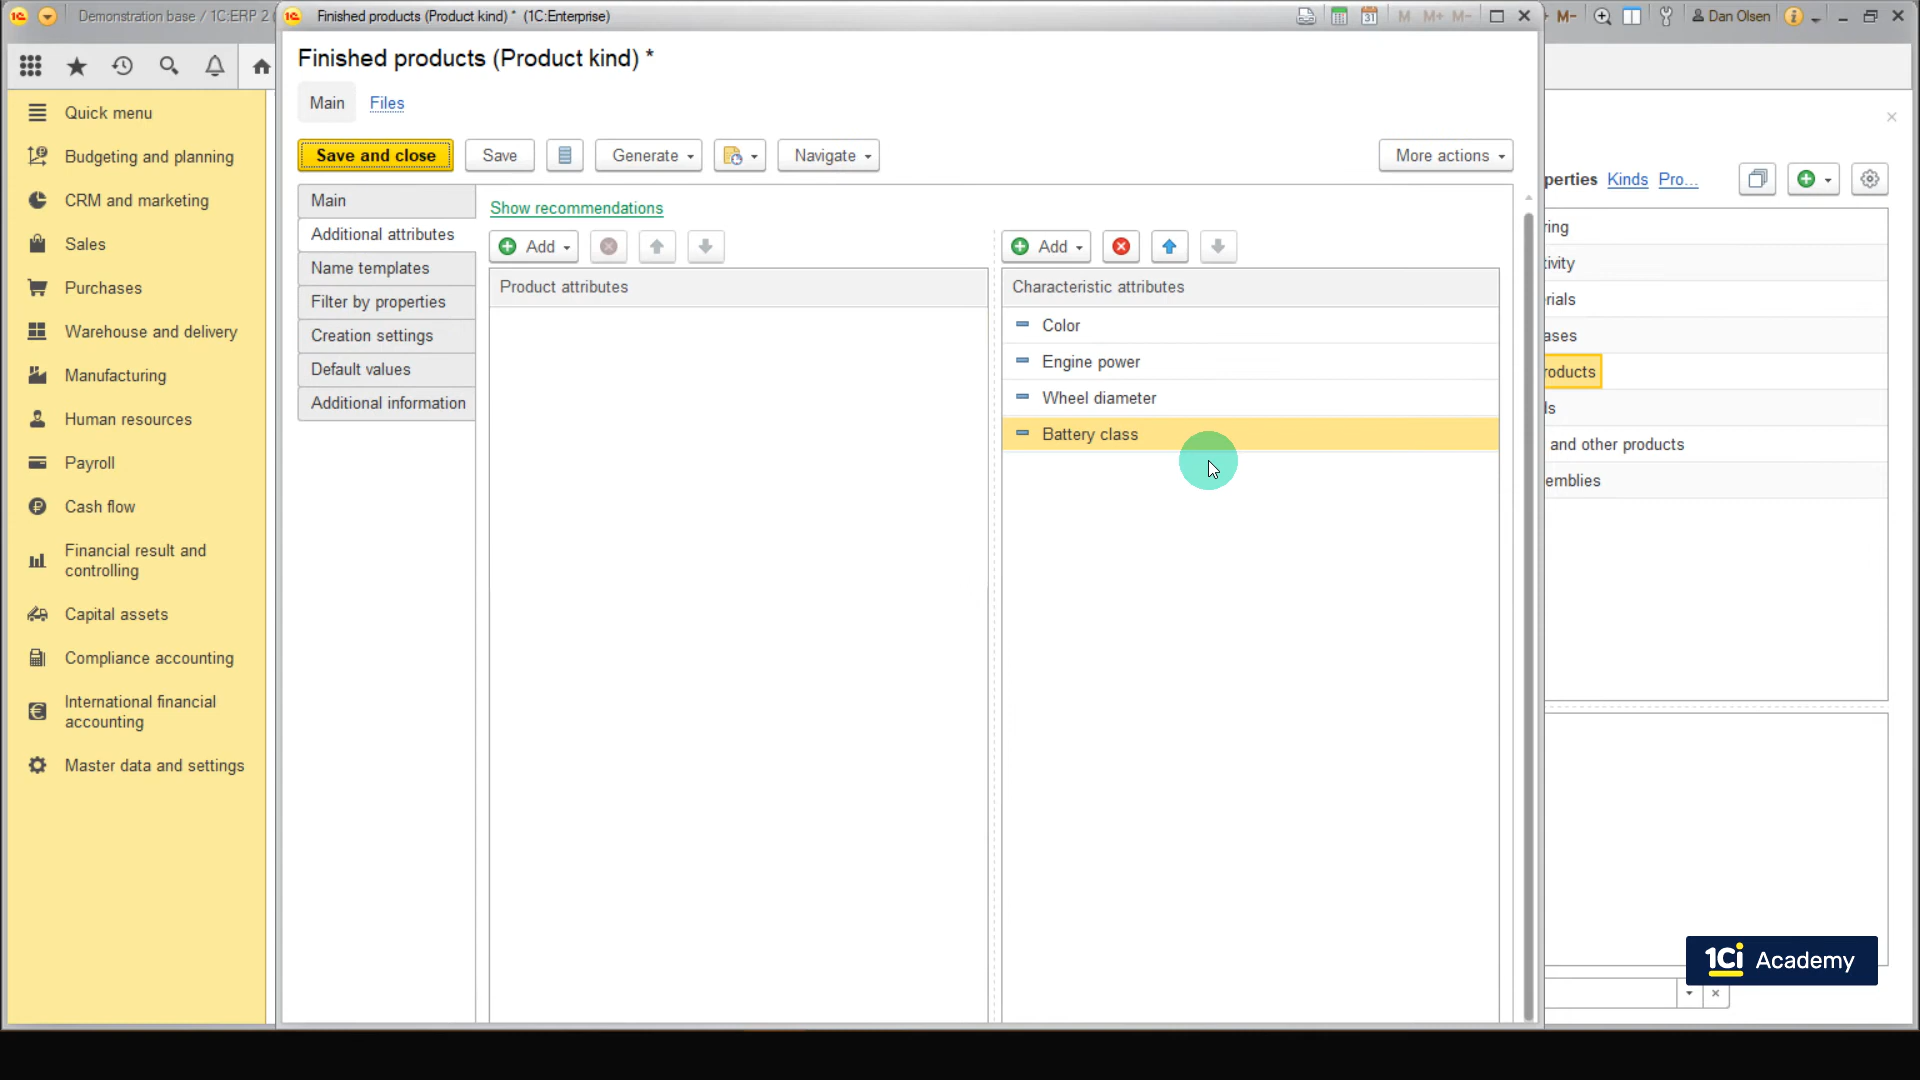 Demonstration base / 1C:ERP 2
Finished products (Product kind) * (1C:Enterprise)
31
M M+ M-
M-
Dan Olsen
Finished products (Product kind) *
Main
Files
Save and close
Save
Generate
Navigate
More actions
Quick menu
Budgeting and planning
CRM and marketing
Sales
Purchases
Warehouse and delivery
Manufacturing
Human resources
Payroll
Cash flow
Financial result and
controlling
Capital assets
Compliance accounting
International financial
accounting
Master data and settings
Main
Additional attributes
Name templates
Filter by properties
Creation settings
Default values
Additional information
Show recommendations
Add
Product attributes
Add
Characteristic attributes
Color
Engine power
Wheel diameter
Battery class
perties Kinds Pro...
ring
tivity
rials
ases
roducts
ls
and other products
emblies
1Ci Academy